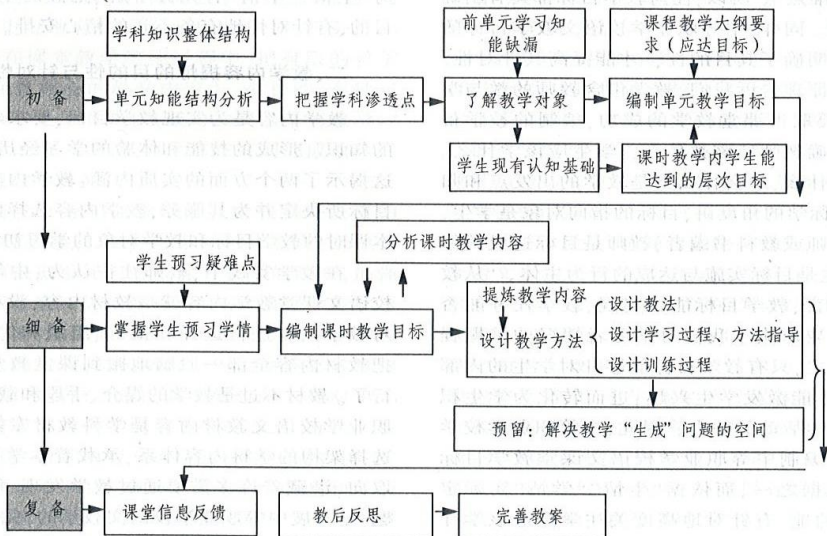 学科知识整体结构
前单元学习知
能缺漏
课程教学大纲要
求（应达目标）
初备
单元知能结构分析
把握学科渗透点
了解教学对象
编制单元教学目标
学生现有认知基础
课时教学内学生能
达到的层次目标
分析课时教学内容
学生预习疑难点
细备
掌握学生预习学情
编制课时教学目标
提炼教学内容
设计教学方法
设计教法
设计学习过程、方法指导
设计训练过程
预留：解决教学“生成”问题的空间
复备
课堂信息反馈
教后反思
完善教案